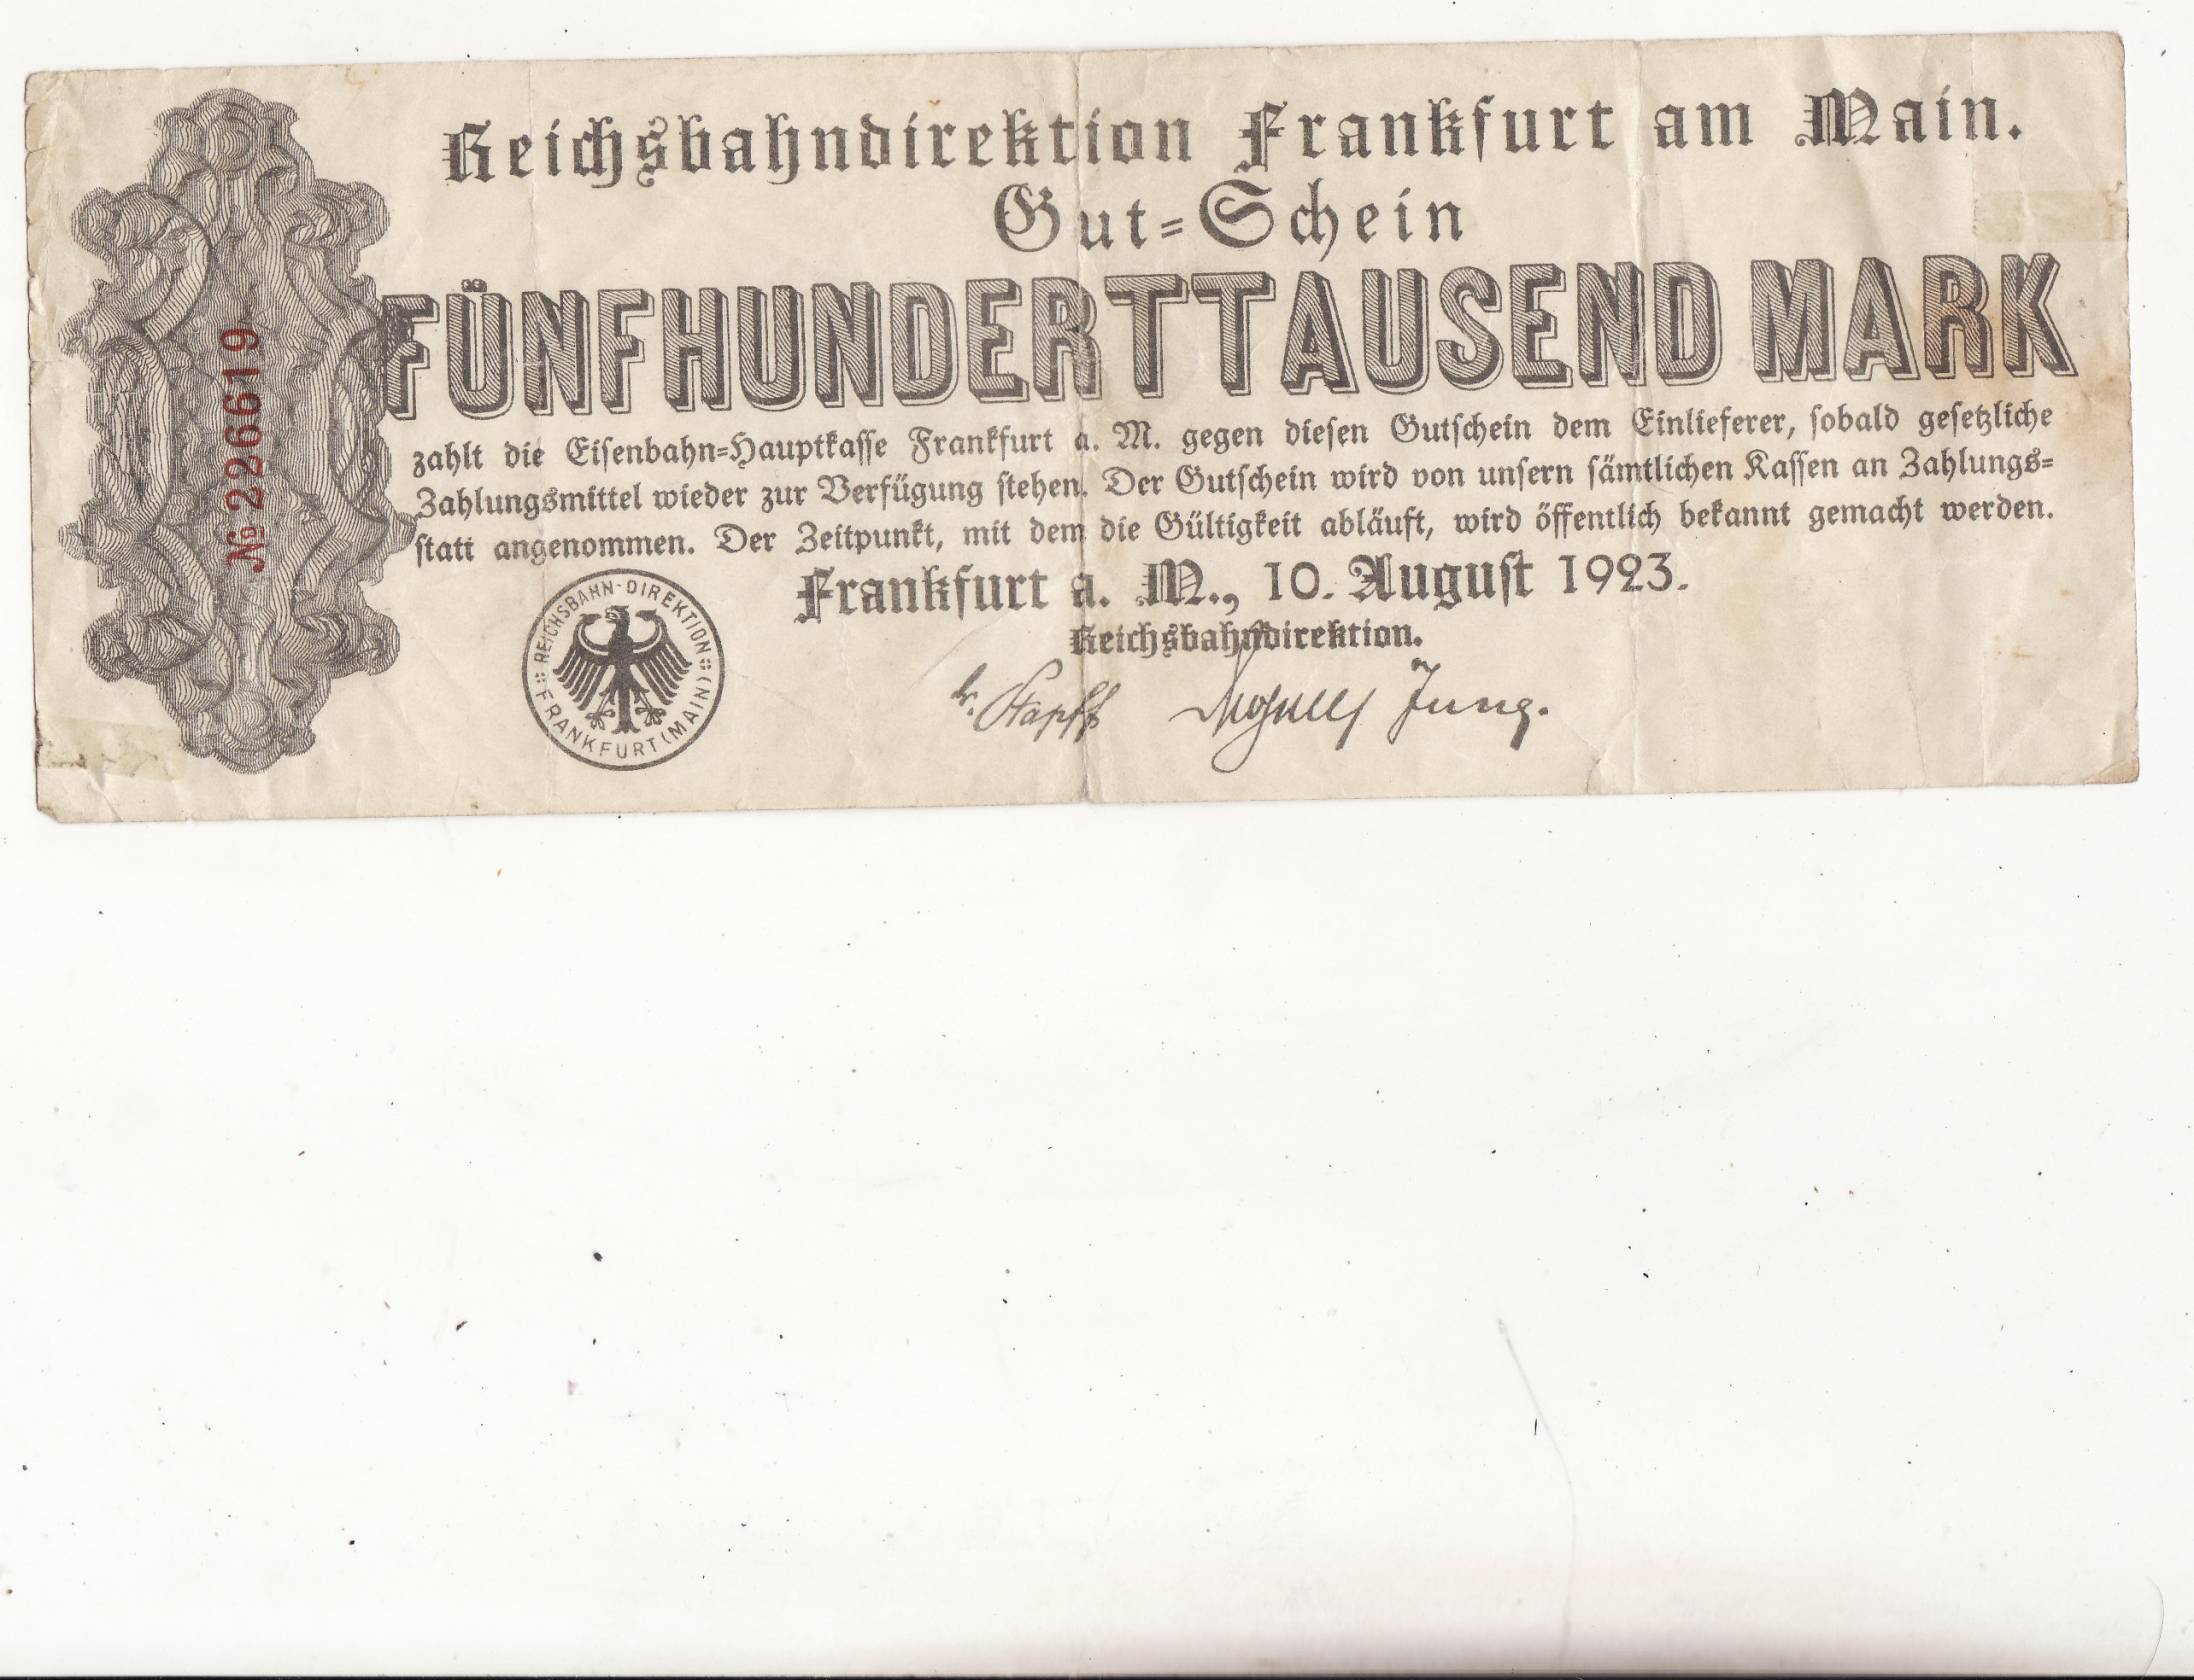 Reichsbahndirektion Frankfurt am Main.
Gut=Schein
FÜNFHUNDERTTAUSEND MARK
zahlt die Eisenbahn=Hauptkasse Frankfurt a. M. gegen diesen Gutschein dem Einlieferer, sobald gesetzliche
Zahlungsmittel wieder zur Verfügung stehen. Der Gutschein wird von unsern sämtlichen Kassen an Zahlungs=
statt angenommen. Der Zeitpunkt, mit dem die Gültigkeit abläuft, wird öffentlich bekannt gemacht werden.
Frankfurt a. M., 10. August 1923.
Reichsbahndirektion.
Stapff Jung.
REICHSBAHN-DIREKTION
FRANKFURT (MAIN)
№ 226619